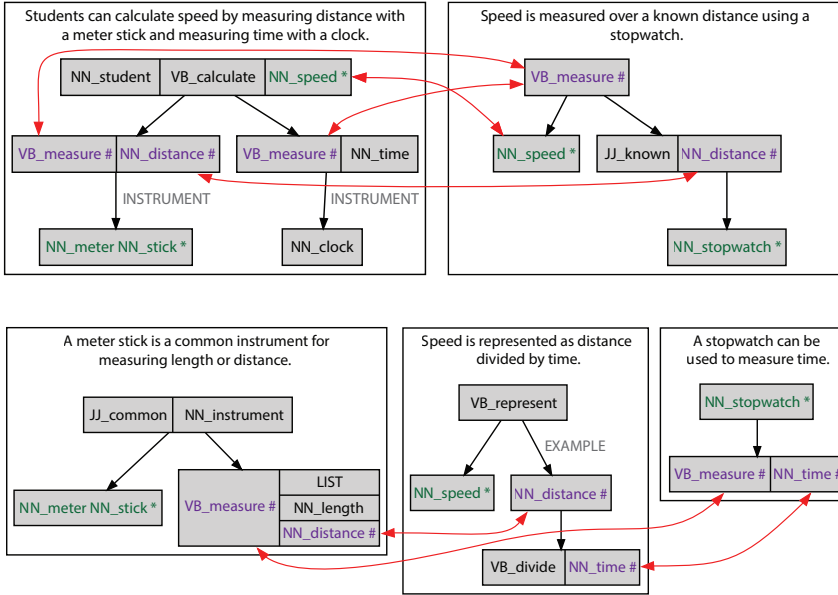 Students can calculate speed by measuring distance with
a meter stick and measuring time with a clock.
NN_student VB_calculate NN_speed *
VB_measure # NN_distance # VB_measure # NN_time
INSTRUMENT INSTRUMENT
NN_meter NN_stick * NN_clock
Speed is measured over a known distance using a
stopwatch.
VB_measure #
NN_speed * JJ_known NN_distance #
NN_stopwatch *
A meter stick is a common instrument for
measuring length or distance.
JJ_common NN_instrument
NN_meter NN_stick * VB_measure # LIST
NN_length
NN_distance #
Speed is represented as distance
divided by time.
VB_represent
EXAMPLE
NN_speed * NN_distance #
VB_divide NN_time #
A stopwatch can be
used to measure time.
NN_stopwatch *
VB_measure # NN_time #